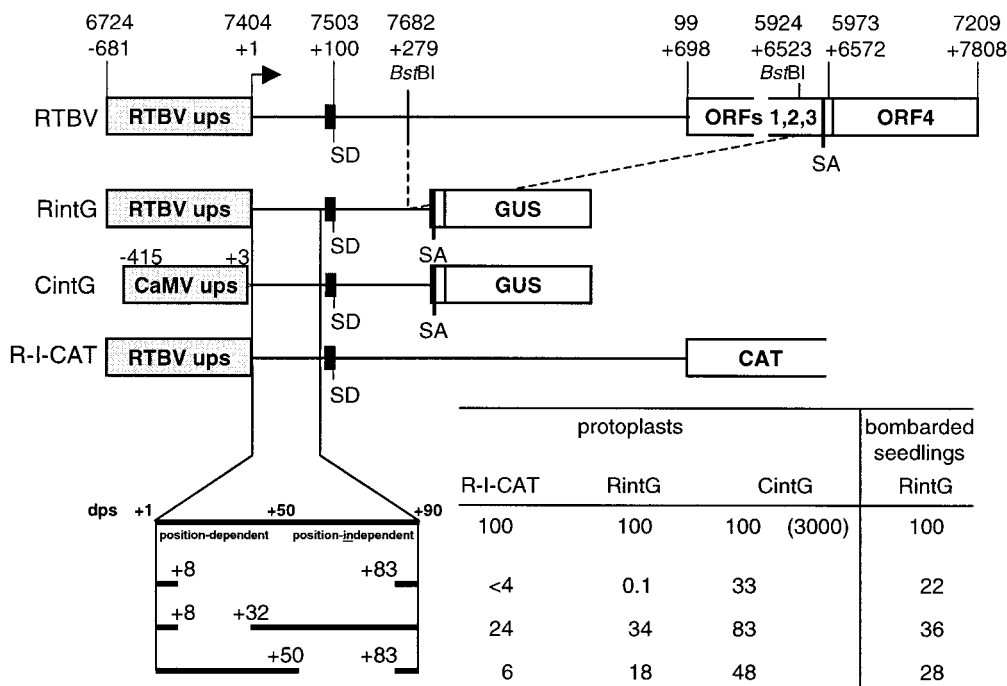 6724 7404 7503 7682 99 5924 5973 7209
-681 +1 +100 +279 +698 +6523 +6572 +7808
BstBI BstBI
RTBV RTBV ups ORFs 1,2,3 ORF4
SD SA
RintG RTBV ups GUS
SD SA
-415 +3
CintG CaMV ups GUS
SD SA
R-I-CAT RTBV ups CAT
SD
protoplasts bombarded
seedlings
R-I-CAT RintG CintG RintG
dps +1 +50 +90
100 100 100 (3000) 100
position-dependent position-independent
+8 +83
<4 0.1 33 22
+8 +32
24 34 83 36
+50 +83
6 18 48 28